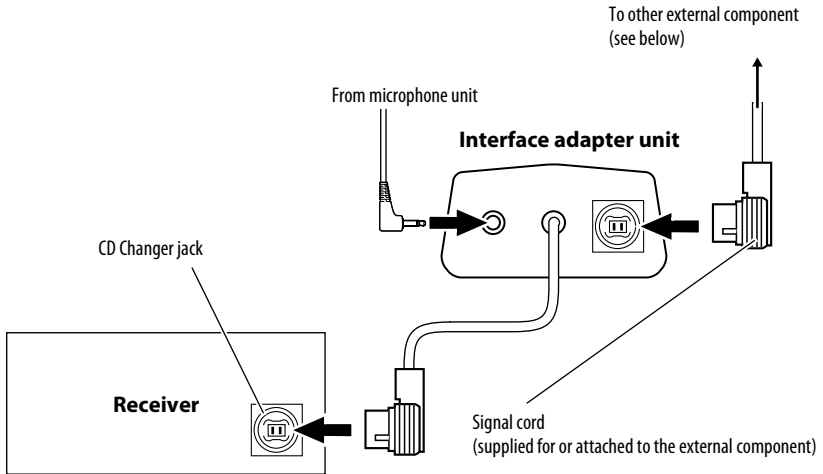 To other external component
(see below)
From microphone unit
Interface adapter unit
CD Changer jack
Receiver
Signal cord
(supplied for or attached to the external component)